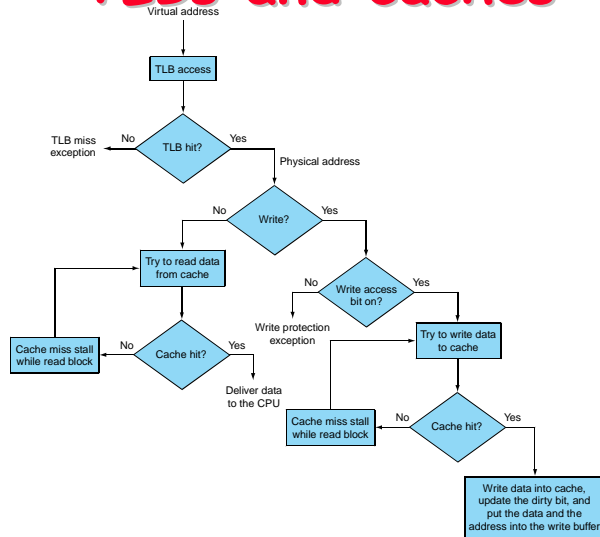 TLBs and Caches
Virtual address
TLB access
TLB miss
exception
No
TLB hit?
Yes
Physical address
No
Write?
Yes
Try to read data
from cache
No
Write access
bit on?
Yes
Write protection
exception
Try to write data
to cache
Cache miss stall
while read block
No
Cache hit?
Yes
Deliver data
to the CPU
Cache miss stall
while read block
No
Cache hit?
Yes
Write data into cache,
update the dirty bit, and
put the data and the
address into the write buffer